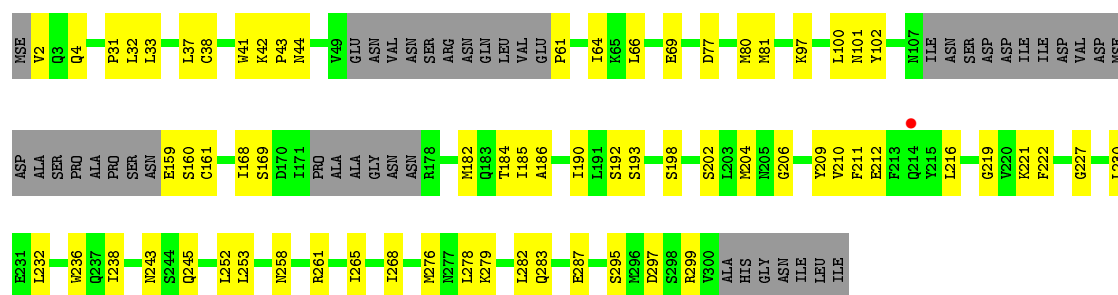 MSE V2 Q3 Q4 P31 L32 L33 L37 C38 W41 K42 P43 N44 V49 GLU ASN VAL ASN SER ARG ASN GLN LEU VAL GLU P61 I64 K65 L66 E69 D77 M80 M81 K97 L100 N101 Y102 N107 ILE ASN SER ASP ASP ILE ILE ASP VAL ASP MSE
ASP ALA SER PRO ALA PRO SER ASN E159 S160 C161 I168 S169 D170 I171 PRO ALA ALA GLY ASN ASN R178 M182 Q183 T184 I185 A186 I190 L191 S192 S193 S198 S202 L203 M204 N205 G206 Y209 V210 F211 E212 F213 Q214 Y215 L216 G219 V220 K221 F222 G227 L230
E231 L232 W236 Q237 I238 N243 S244 Q245 L252 L253 N258 R261 I265 I268 M276 N277 L278 K279 L282 Q283 E287 S295 M296 D297 S298 R299 V300 ALA HIS GLY ASN ILE LEU ILE